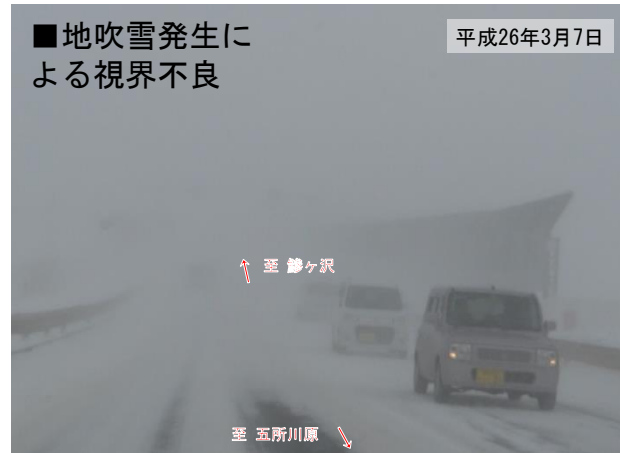 ■地吹雪発生に
よる視界不良
平成26年3月7日
至 鰺ヶ沢
至 五所川原